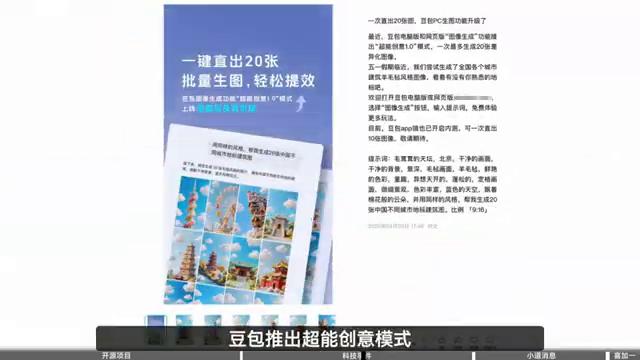 一键直出20张
批量生图,轻松提效
豆包图像生成功能“超能创意1.0”模式
用同样的风格,帮我生成20张中国不
同城市地标建筑图
一次直出20张图,豆包PC生图功能升级了
最近,豆包电脑版和网页版“图像生成”功能推
出“超能创意1.0”模式,一次最多生成20张差
异化图像。
五一假期临近,我们尝试生成了全国各个城市
建筑羊毛毡风格图像,看看有没有你熟悉的地
标吧。
欢迎打开豆包电脑版或网页版
选择“图像生成”按钮,输入提示词,免费体验
更多玩法。
目前,豆包app端也已开启内测,可一次直出
10张图像,敬请期待。
提示词:毛茸茸的天坛,北京,干净的画面,
干净的背景,景深,毛毡画面,羊毛毡,鲜艳
的色彩,童趣,异想天开的,蓬松的,定格画
面,微缩景观,色彩丰富,蓝色的天空,飘着
棉花般的云朵,并用同样的风格,帮我生成20
张中国不同城市地标建筑图。比例 「9:16」
豆包推出超能创意模式
开源项目
科技事件
小道消息
喜加一